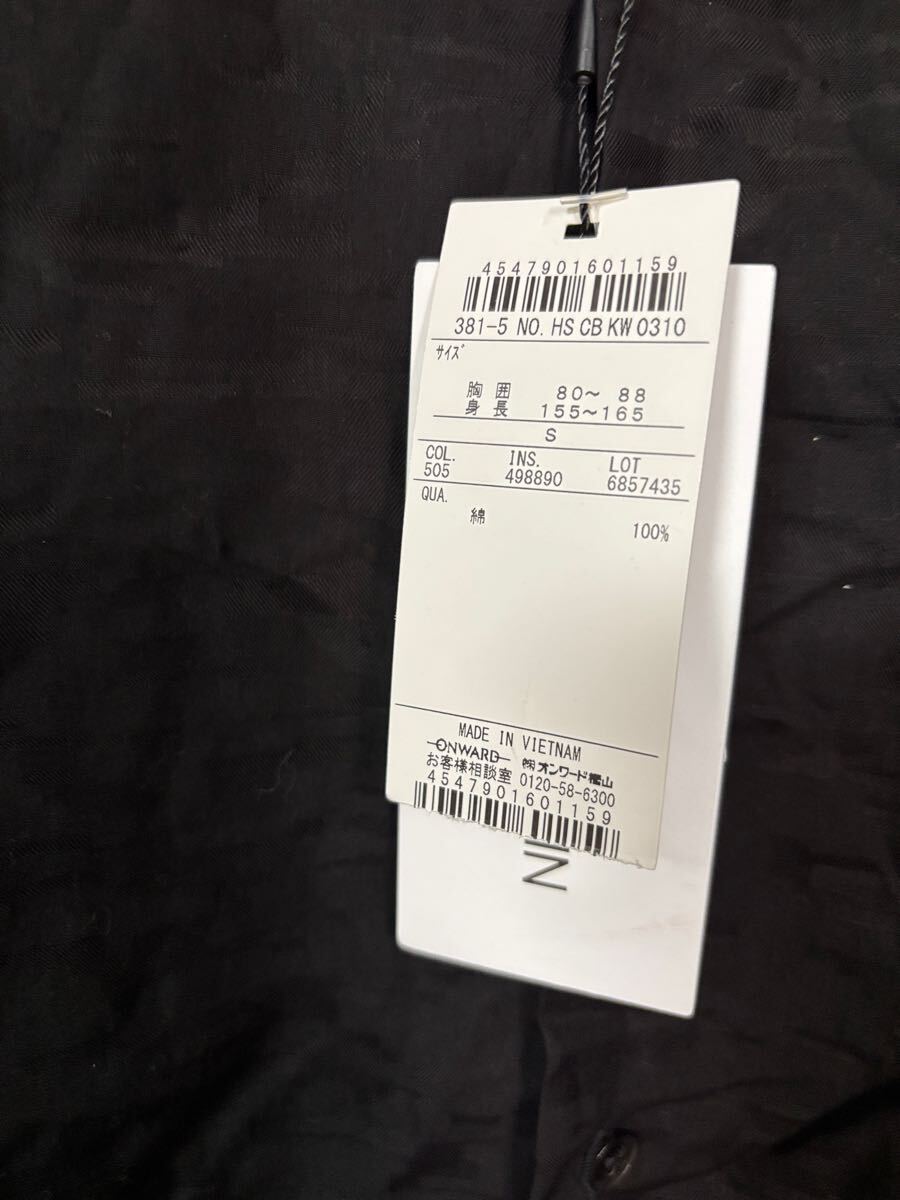 4547901601159
381-5 NO. HS CB KW 0310
サイズ
胸囲 80～ 88
身長 155～165
S
COL. INS. LOT
505 498890 6857435
QUA.
綿 100%
MADE IN VIETNAM
ONWARD ㈱オンワード樫山
お客様相談室 0120-58-6300
4547901601159